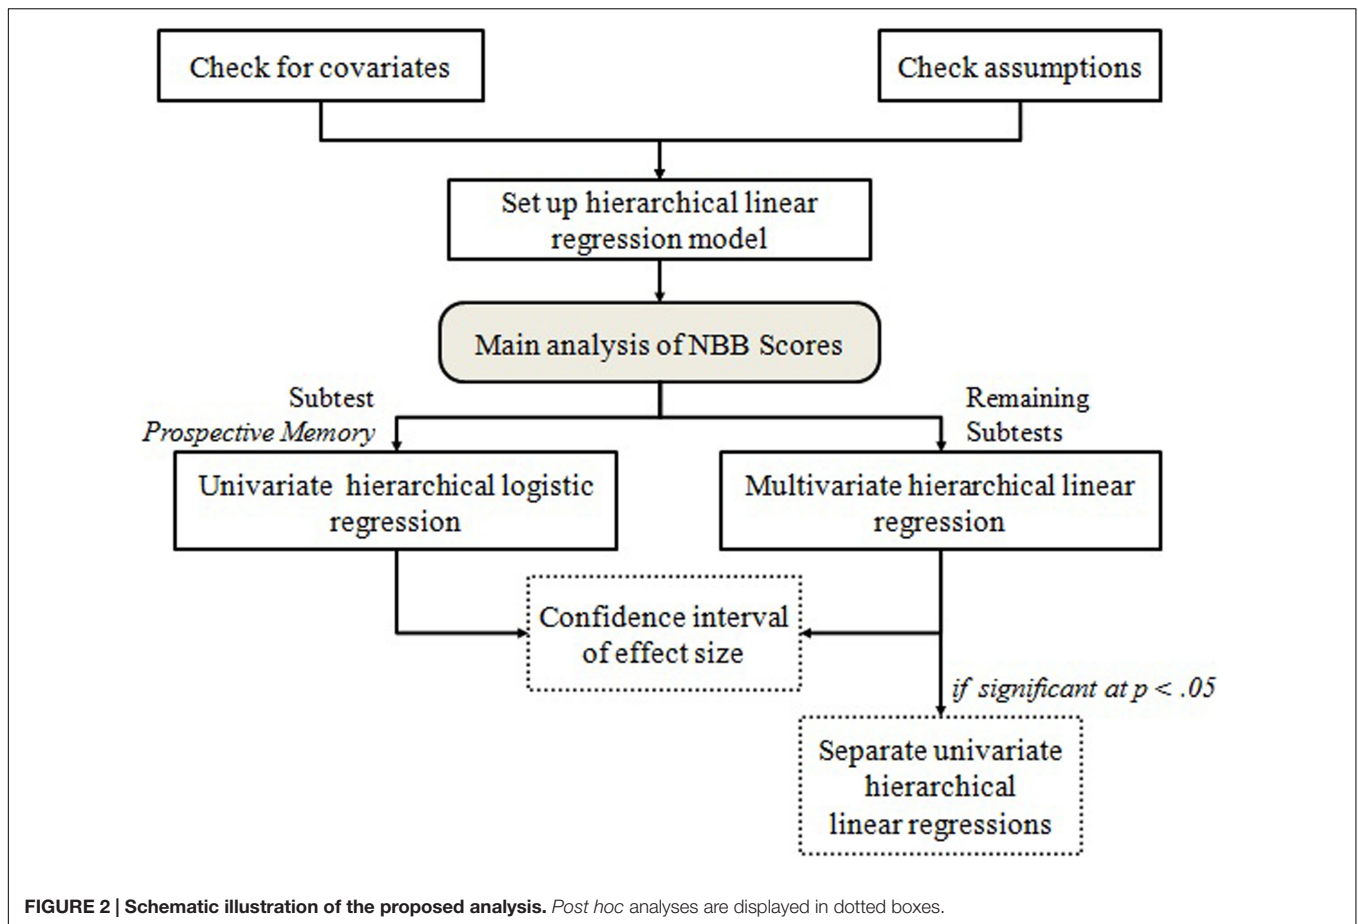 Check for covariates
Check assumptions
Set up hierarchical linear
regression model
Main analysis of NBB Scores
Subtest
Prospective Memory
Remaining
Subtests
Univariate hierarchical logistic
regression
Multivariate hierarchical linear
regression
Confidence interval
of effect size
if significant at p < .05
Separate univariate
hierarchical
linear regressions
FIGURE 2 | Schematic illustration of the proposed analysis. Post hoc analyses are displayed in dotted boxes.